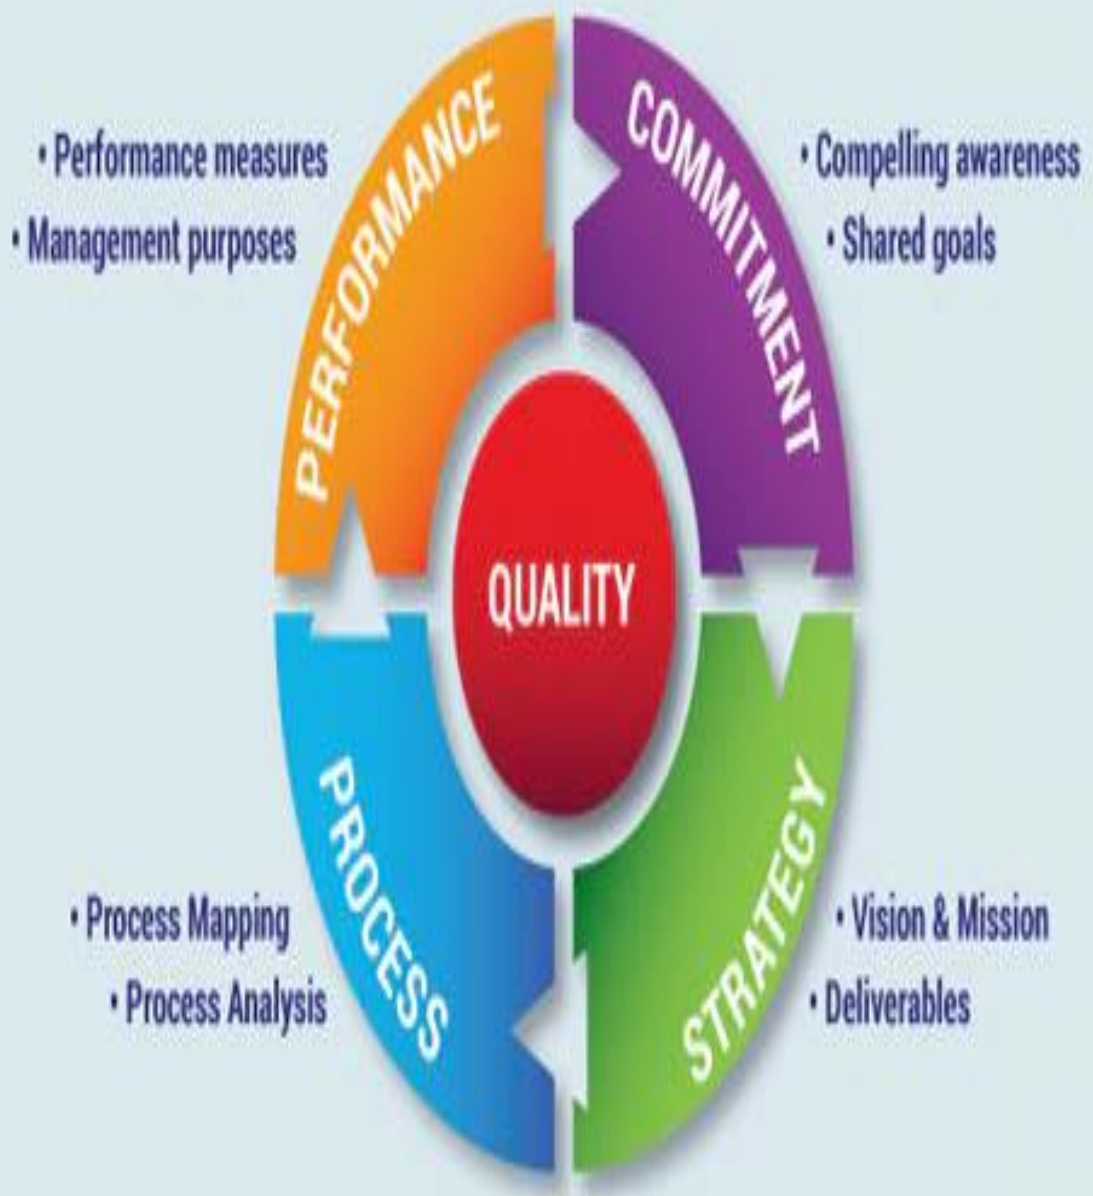 PERFORMANCE
• Performance measures
• Management purposes
COMMITMENT
• Compelling awareness
• Shared goals
QUALITY
PROCESS
• Process Mapping
• Process Analysis
STRATEGY
• Vision & Mission
• Deliverables